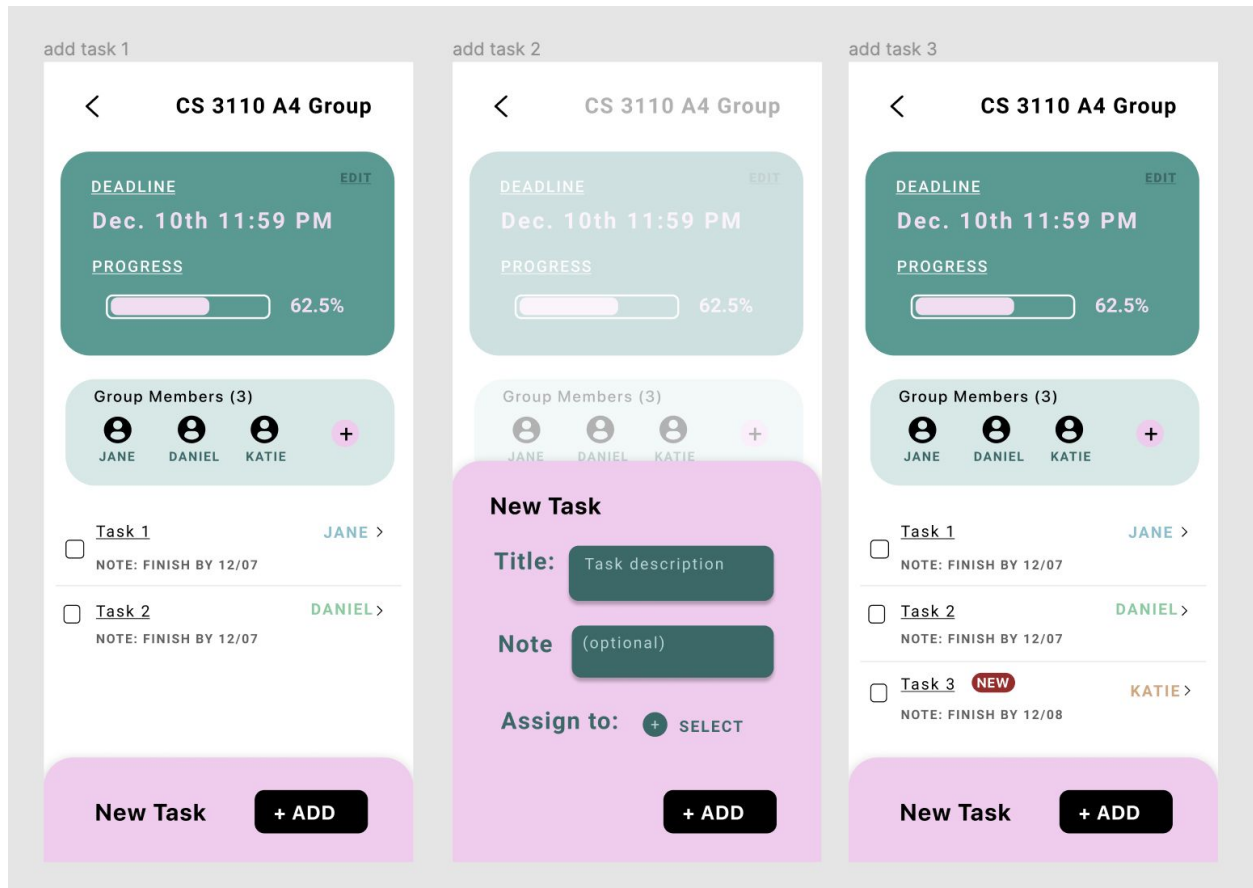 add task 1
CS 3110 A4 Group
EDIT
DEADLINE
Dec. 10th 11:59 PM
PROGRESS
62.5%
Group Members (3)
JANE DANIEL KATIE +
Task 1 JANE >
NOTE: FINISH BY 12/07
Task 2 DANIEL >
NOTE: FINISH BY 12/07
New Task + ADD
add task 2
CS 3110 A4 Group
EDIT
DEADLINE
Dec. 10th 11:59 PM
PROGRESS
62.5%
Group Members (3)
JANE DANIEL KATIE +
New Task
Title: Task description
Note (optional)
Assign to: + SELECT
+ ADD
add task 3
CS 3110 A4 Group
EDIT
DEADLINE
Dec. 10th 11:59 PM
PROGRESS
62.5%
Group Members (3)
JANE DANIEL KATIE +
Task 1 JANE >
NOTE: FINISH BY 12/07
Task 2 DANIEL >
NOTE: FINISH BY 12/07
Task 3 NEW KATIE >
NOTE: FINISH BY 12/08
New Task + ADD